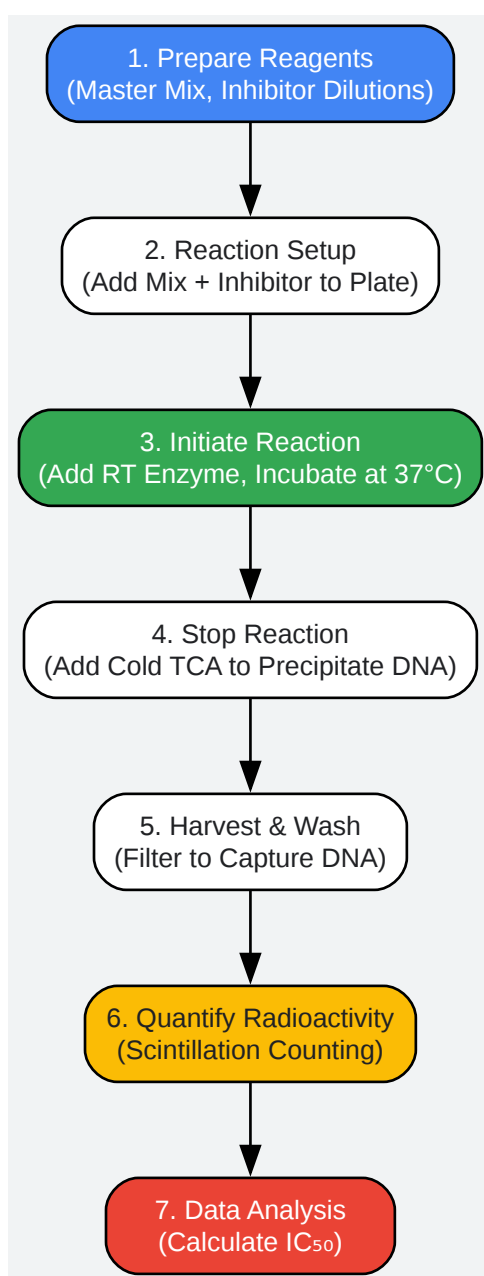 1. Prepare Reagents
(Master Mix, Inhibitor Dilutions)
2. Reaction Setup
(Add Mix + Inhibitor to Plate)
3. Initiate Reaction
(Add RT Enzyme, Incubate at 37°C)
4. Stop Reaction
(Add Cold TCA to Precipitate DNA)
5. Harvest & Wash
(Filter to Capture DNA)
6. Quantify Radioactivity
(Scintillation Counting)
7. Data Analysis
(Calculate IC₅₀)